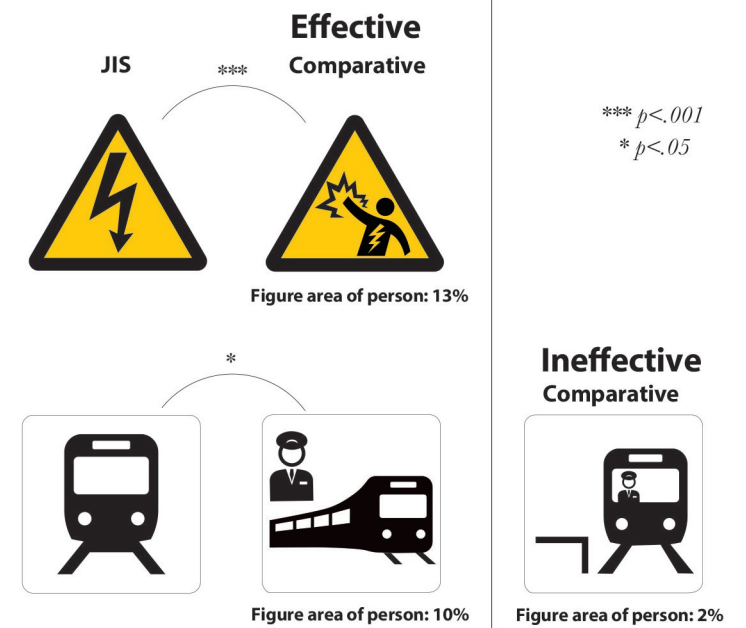 Effective
JIS
***
Comparative
*** p<.001
* p<.05
Figure area of person: 13%
*
Ineffective
Comparative
Figure area of person: 10%
Figure area of person: 2%